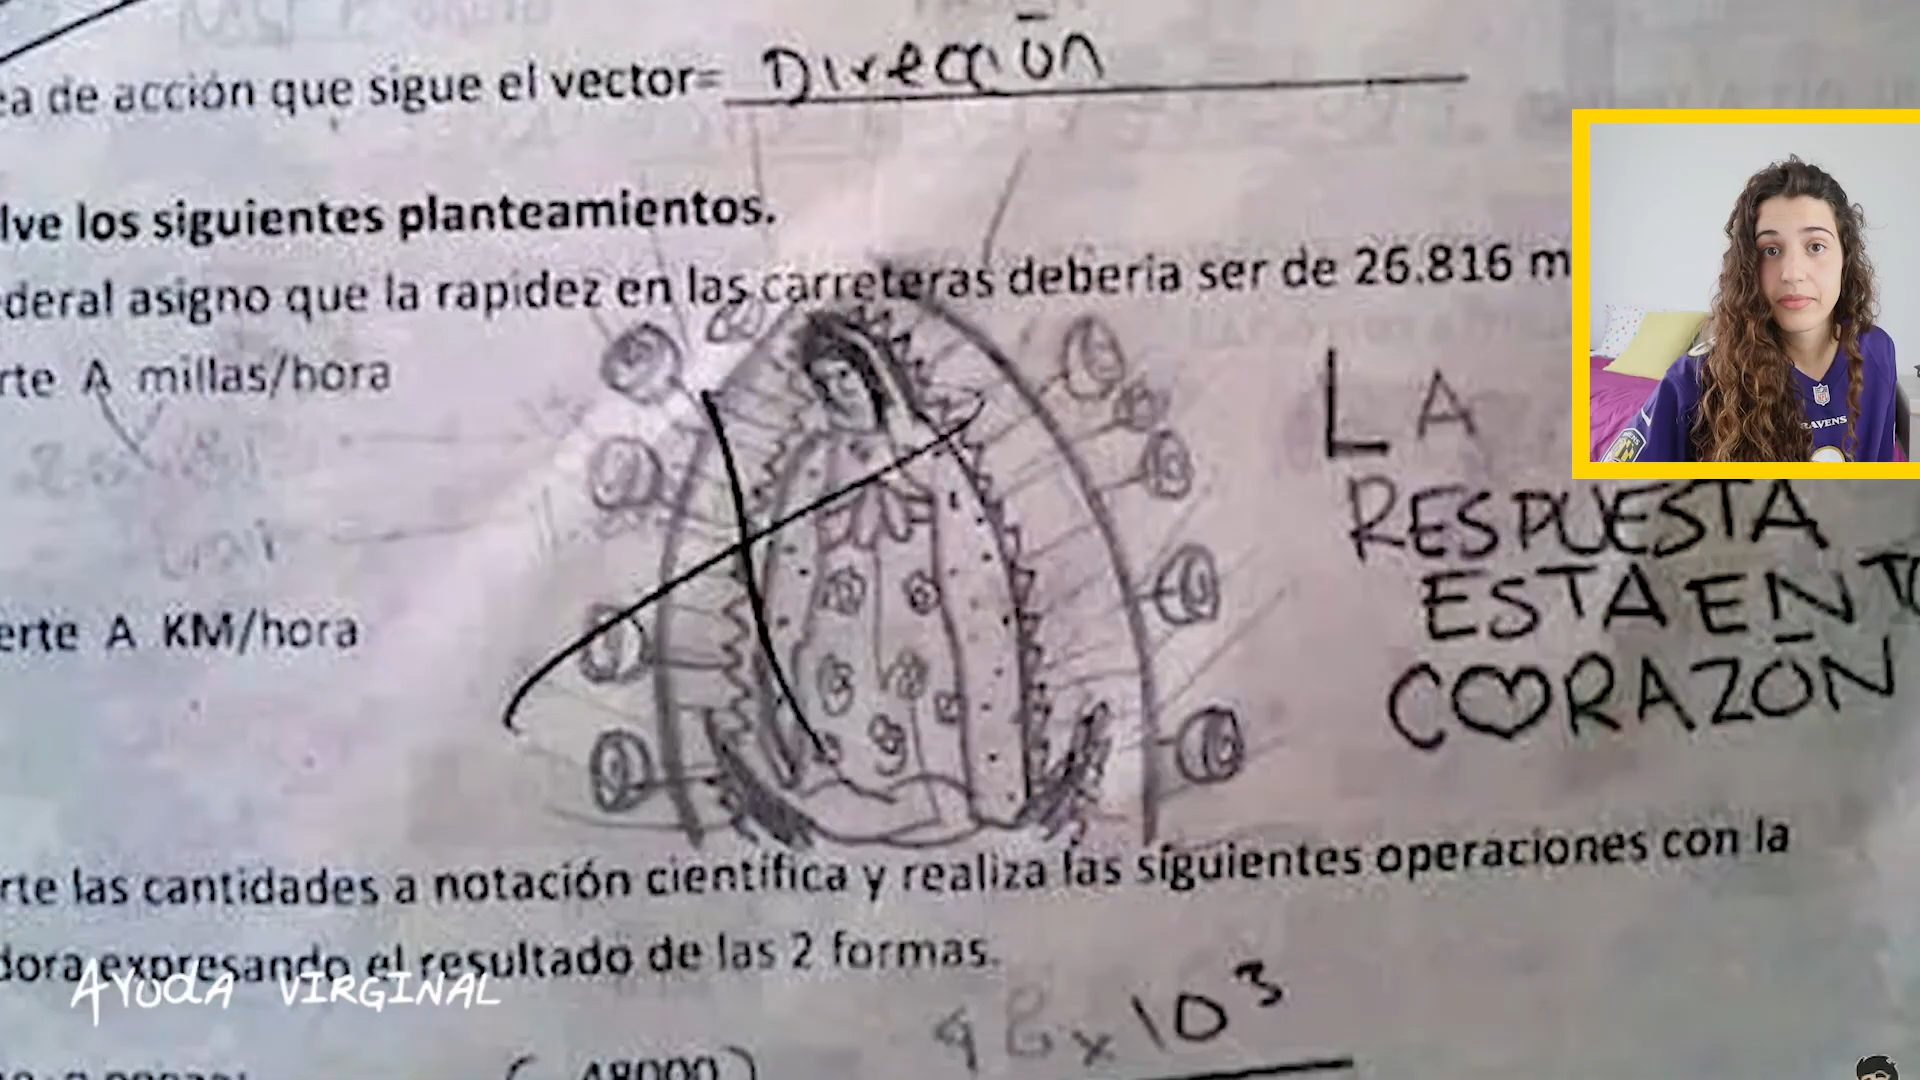 ea de acción que sigue el vector= Dirección
lve los siguientes planteamientos.
ederal asigno que la rapidez en las carreteras deberia ser de 26.816 m
rte A millas/hora
LA
RESPUESTA
ESTA EN TO
CORAZÓN
erte A KM/hora
rte las cantidades a notación científica y realiza las siguientes operaciones con la
dora expresando el resultado de las 2 formas.
AYUDA VIRGINAL
48x10³
( 48000 )
RAVENS
NFL